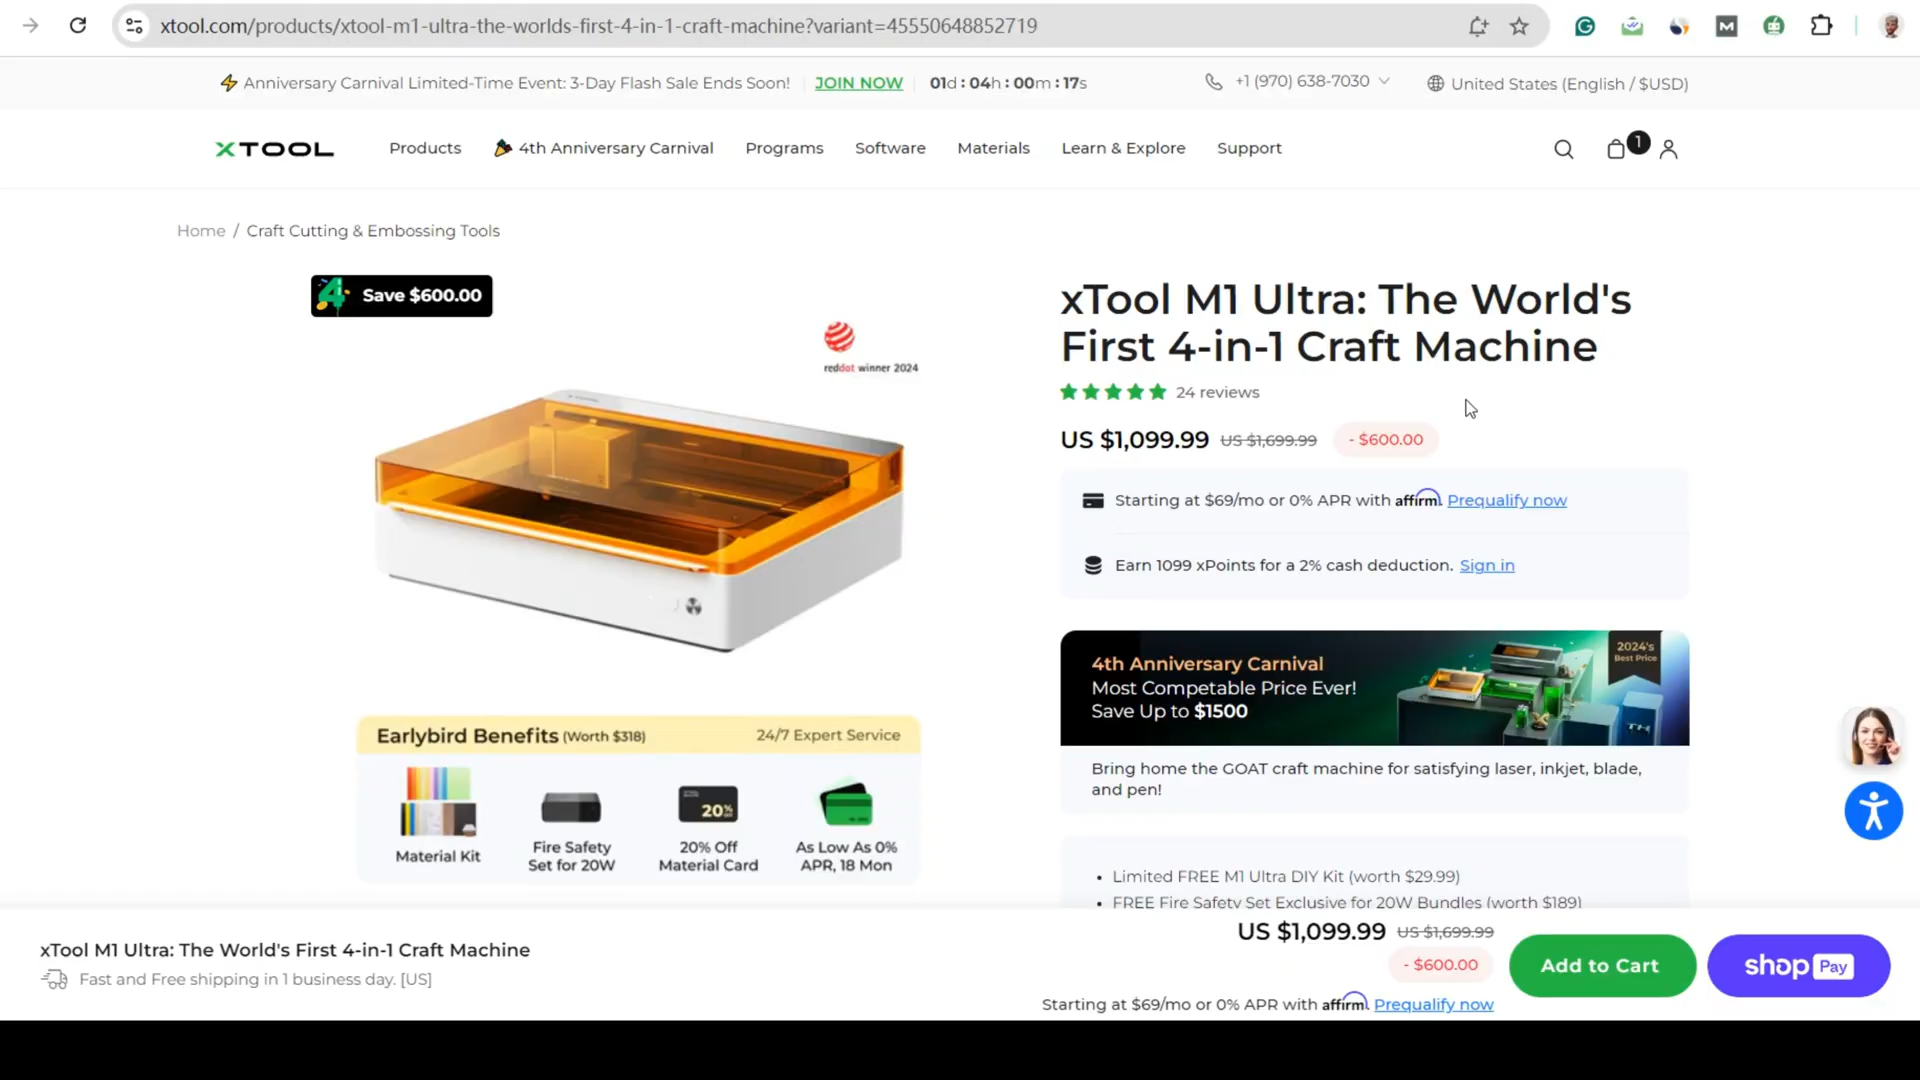 xtool.com/products/xtool-m1-ultra-the-worlds-first-4-in-1-craft-machine?variant=45550648852719
Anniversary Carnival Limited-Time Event: 3-Day Flash Sale Ends Soon! JOIN NOW 01d : 04h : 00m : 17s
+1 (970) 638-7030
United States (English / $USD)
XTOOL
Products
4th Anniversary Carnival
Programs
Software
Materials
Learn & Explore
Support
1
Home / Craft Cutting & Embossing Tools
4 Save $600.00
reddot winner 2024
Earlybird Benefits (Worth $318)
24/7 Expert Service
20%
Material Kit
Fire Safety
Set for 20W
20% Off
Material Card
As Low As 0%
APR, 18 Mon
xTool M1 Ultra: The World's
First 4-in-1 Craft Machine
24 reviews
US $1,099.99 US $1,699.99 - $600.00
Starting at $69/mo or 0% APR with affirm. Prequalify now
Earn 1099 xPoints for a 2% cash deduction. Sign in
4th Anniversary Carnival
Most Competable Price Ever!
Save Up to $1500
2024's
Best Price
Bring home the GOAT craft machine for satisfying laser, inkjet, blade,
and pen!
• Limited FREE M1 Ultra DIY Kit (worth $29.99)
• FREE Fire Safety Set Exclusive for 20W Bundles (worth $189)
xTool M1 Ultra: The World's First 4-in-1 Craft Machine
Fast and Free shipping in 1 business day. [US]
US $1,099.99 US $1,699.99
- $600.00
Starting at $69/mo or 0% APR with affirm. Prequalify now
Add to Cart
shop Pay